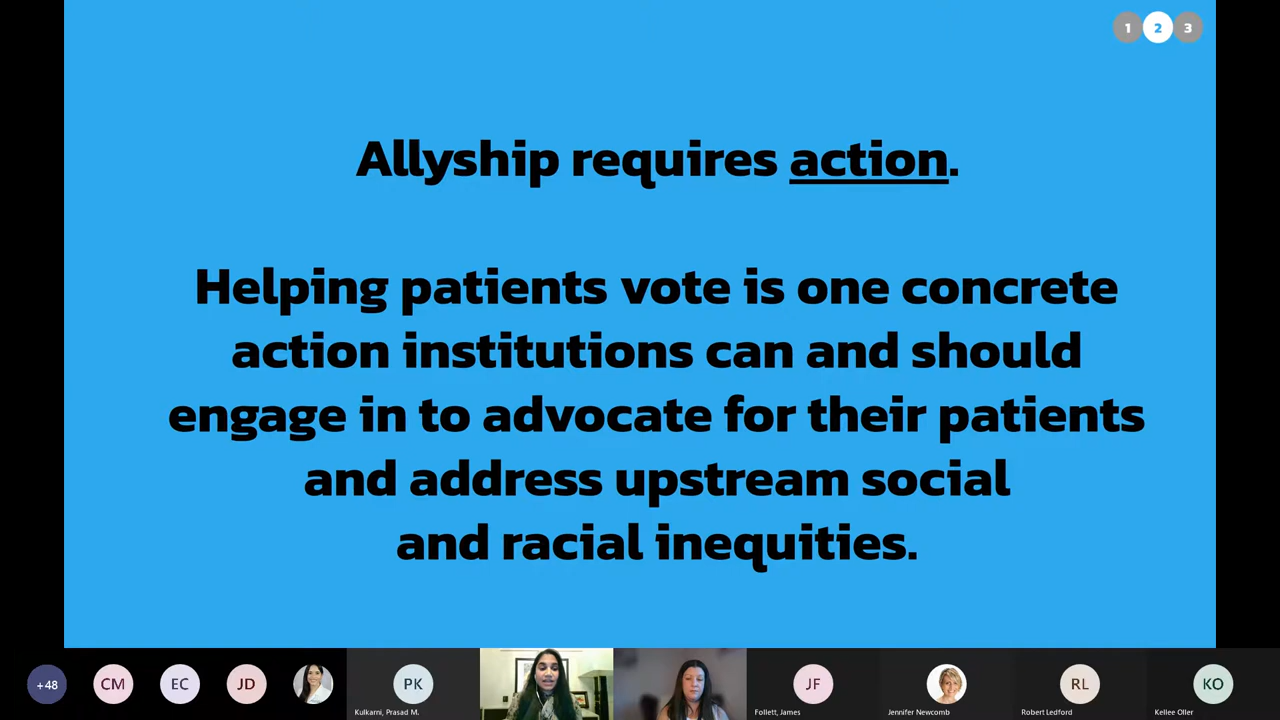 1 2 3
Allyship requires action.
Helping patients vote is one concrete
action institutions can and should
engage in to advocate for their patients
and address upstream social
and racial inequities.
+48 CM EC JD PK JF RL KO
Kulkarni, Prasad M. Follett, James Jennifer Newcomb Robert Ledford Kellee Oller